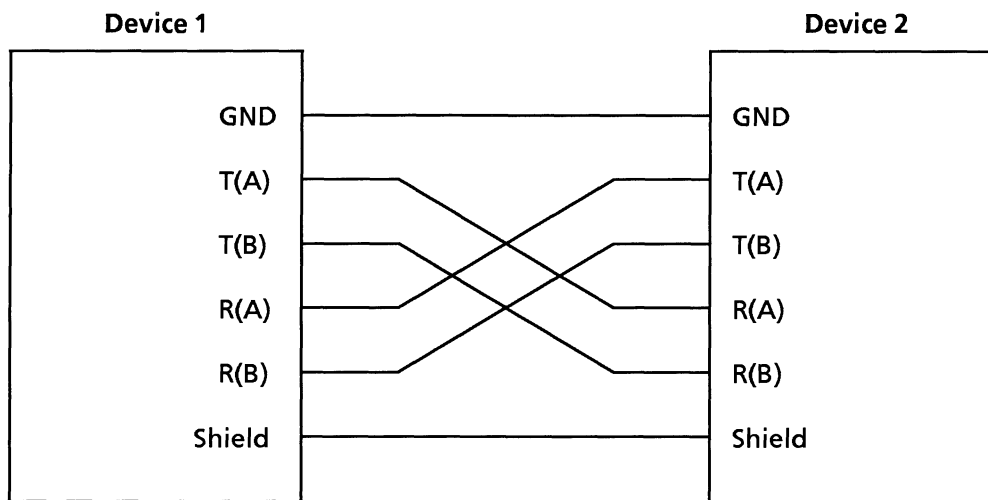 Device 1
Device 2
GND
GND
T(A)
T(A)
T(B)
T(B)
R(A)
R(A)
R(B)
R(B)
Shield
Shield